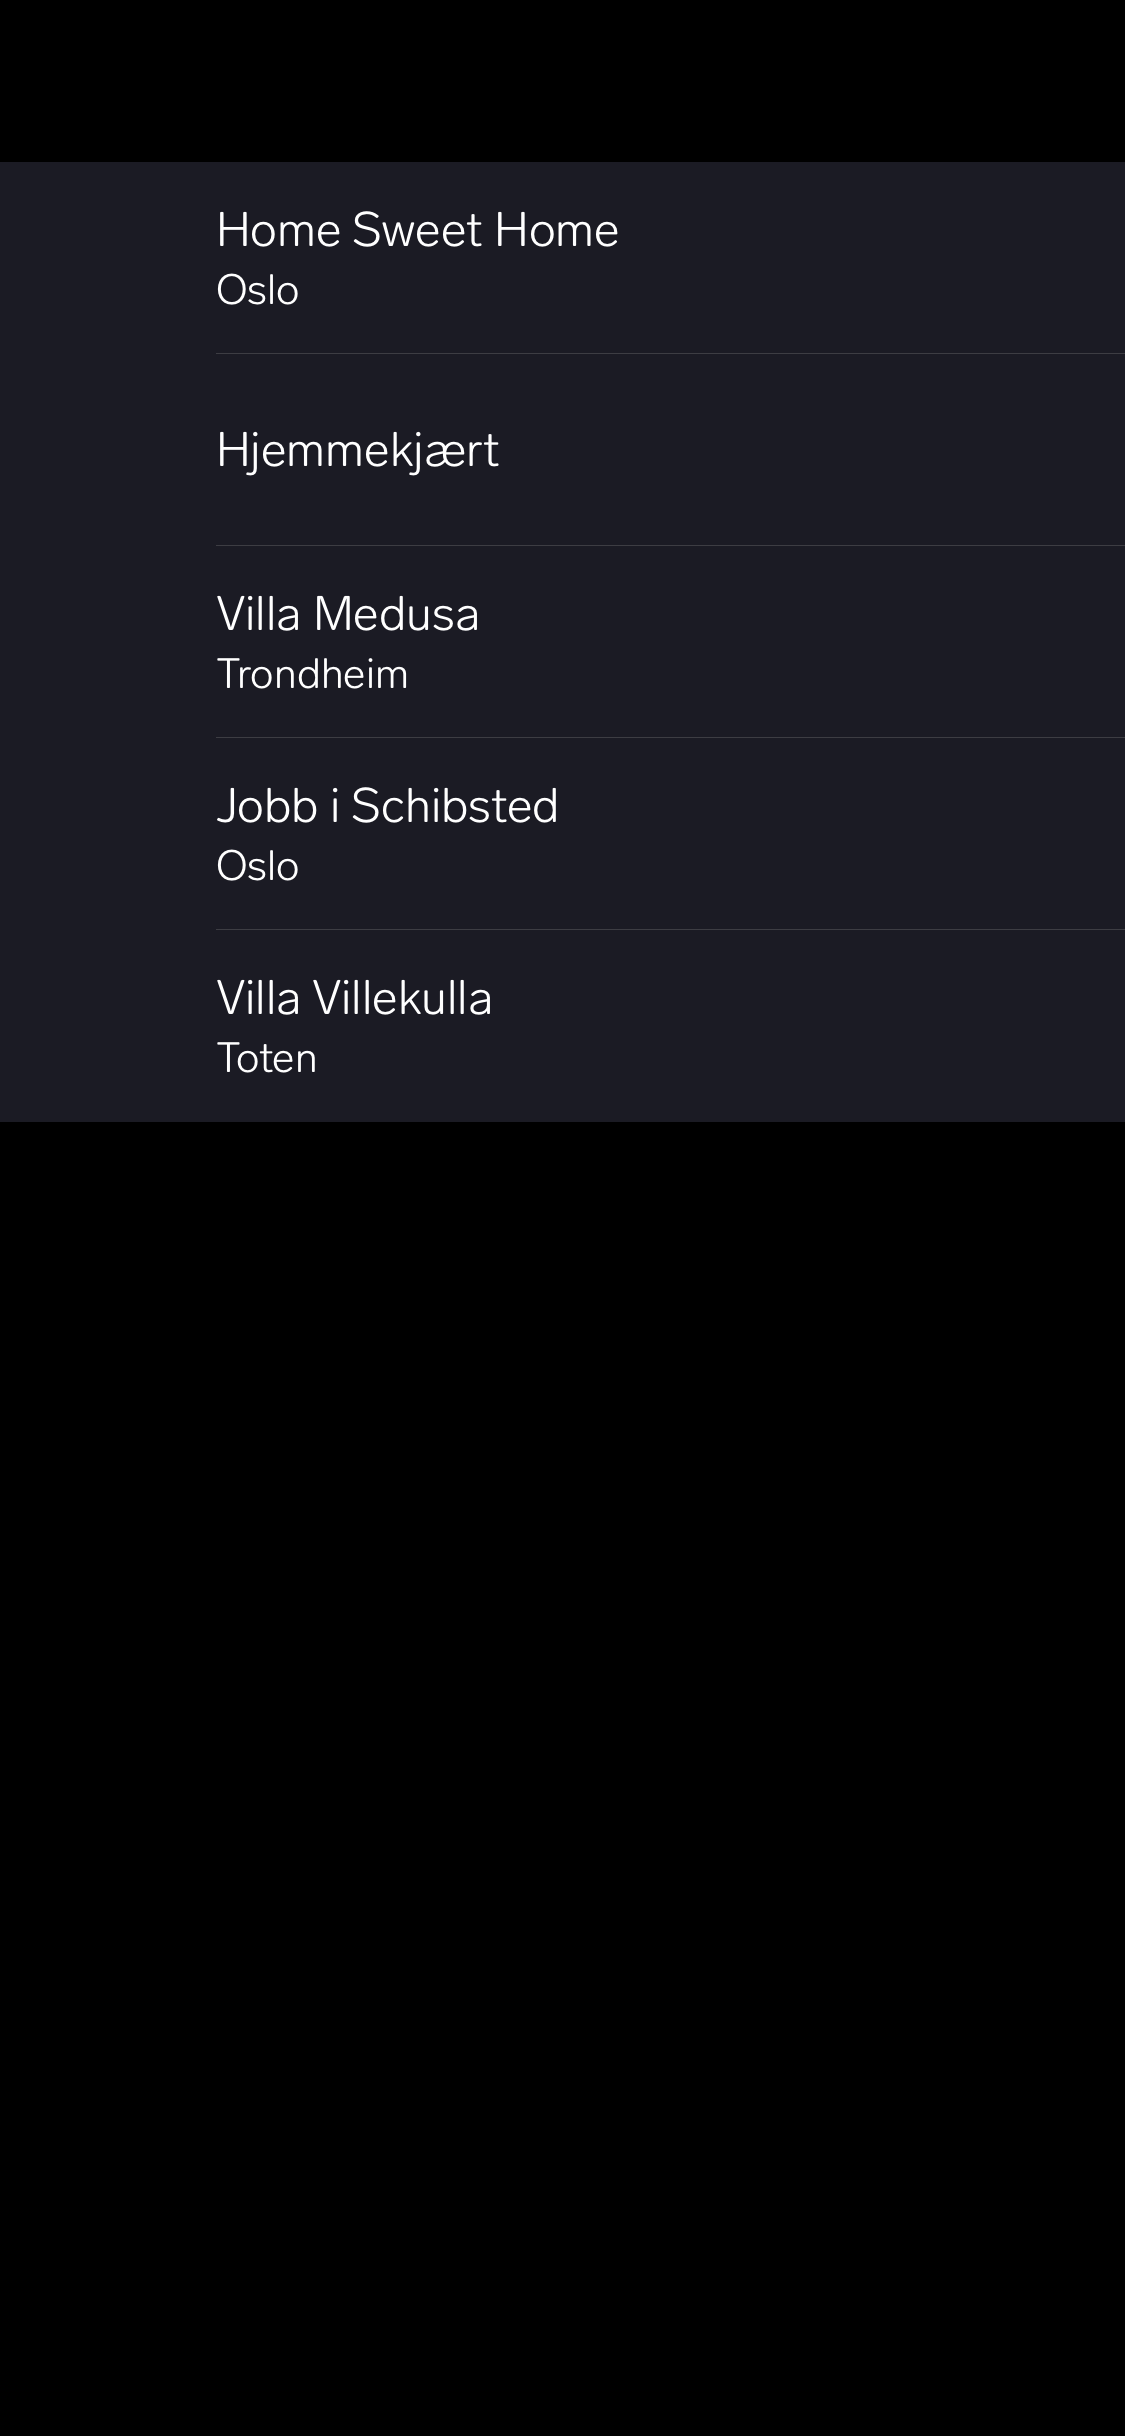 Home Sweet Home
Oslo
Hjemmekjært
Villa Medusa
Trondheim
Jobb i Schibsted
Oslo
Villa Villekulla
Toten